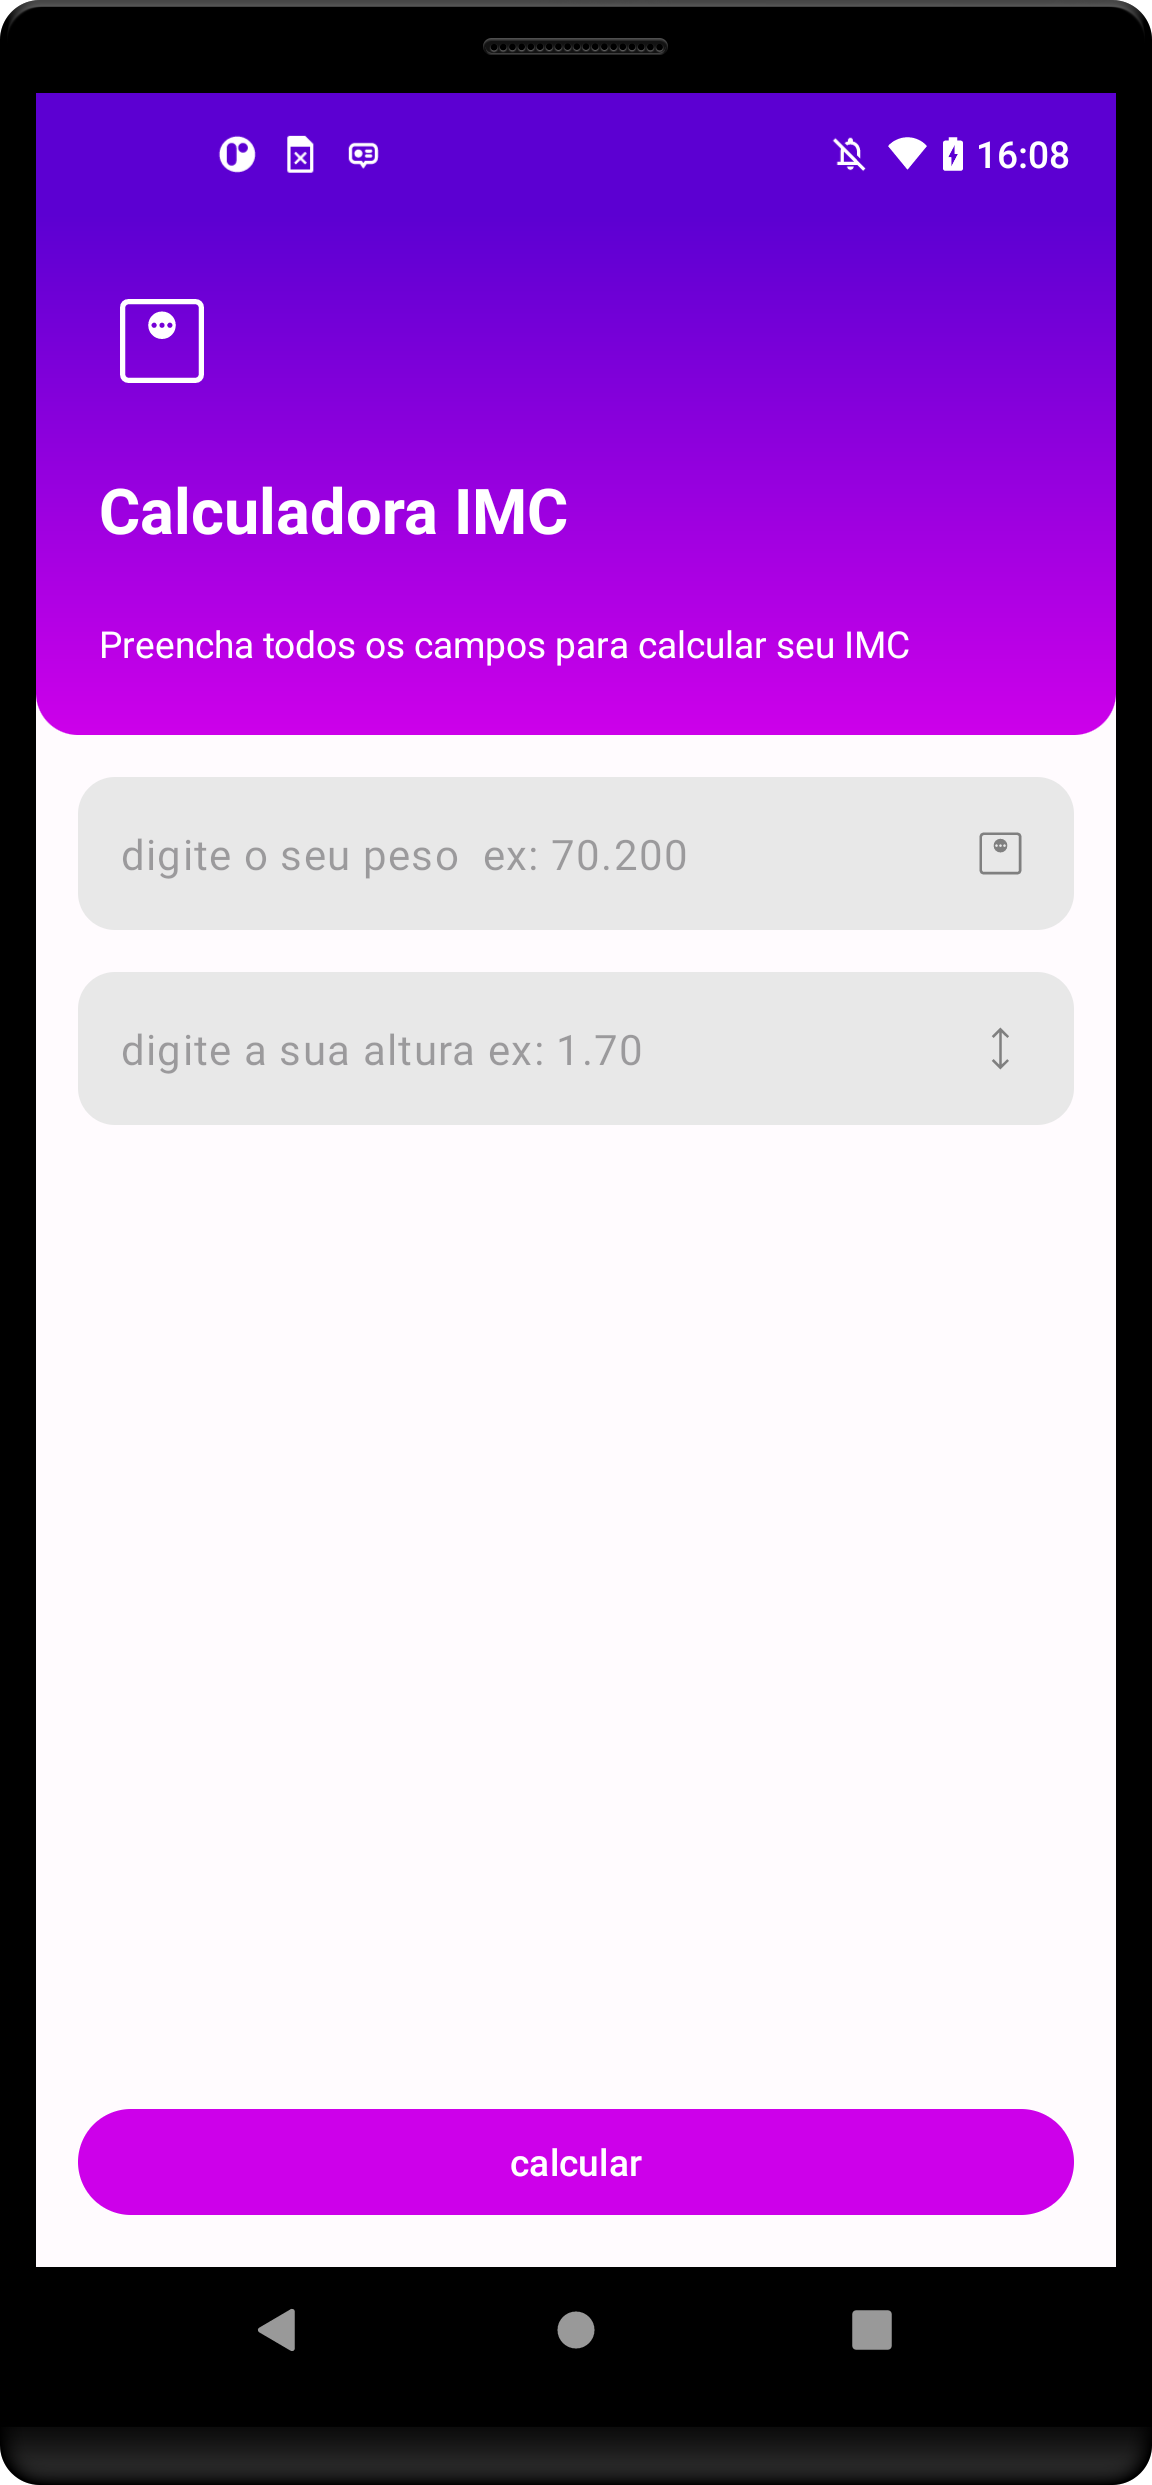 16:08
Calculadora IMC
Preencha todos os campos para calcular seu IMC
digite o seu peso  ex: 70.200
digite a sua altura ex: 1.70
calcular